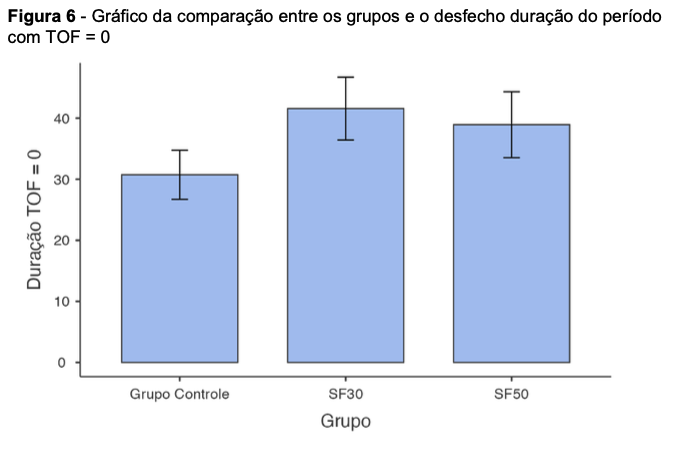 Figura 6 - Gráfico da comparação entre os grupos e o desfecho duração do período
com TOF = 0
40
30
20
10
0
Duração TOF = 0
Grupo Controle SF30 SF50
Grupo